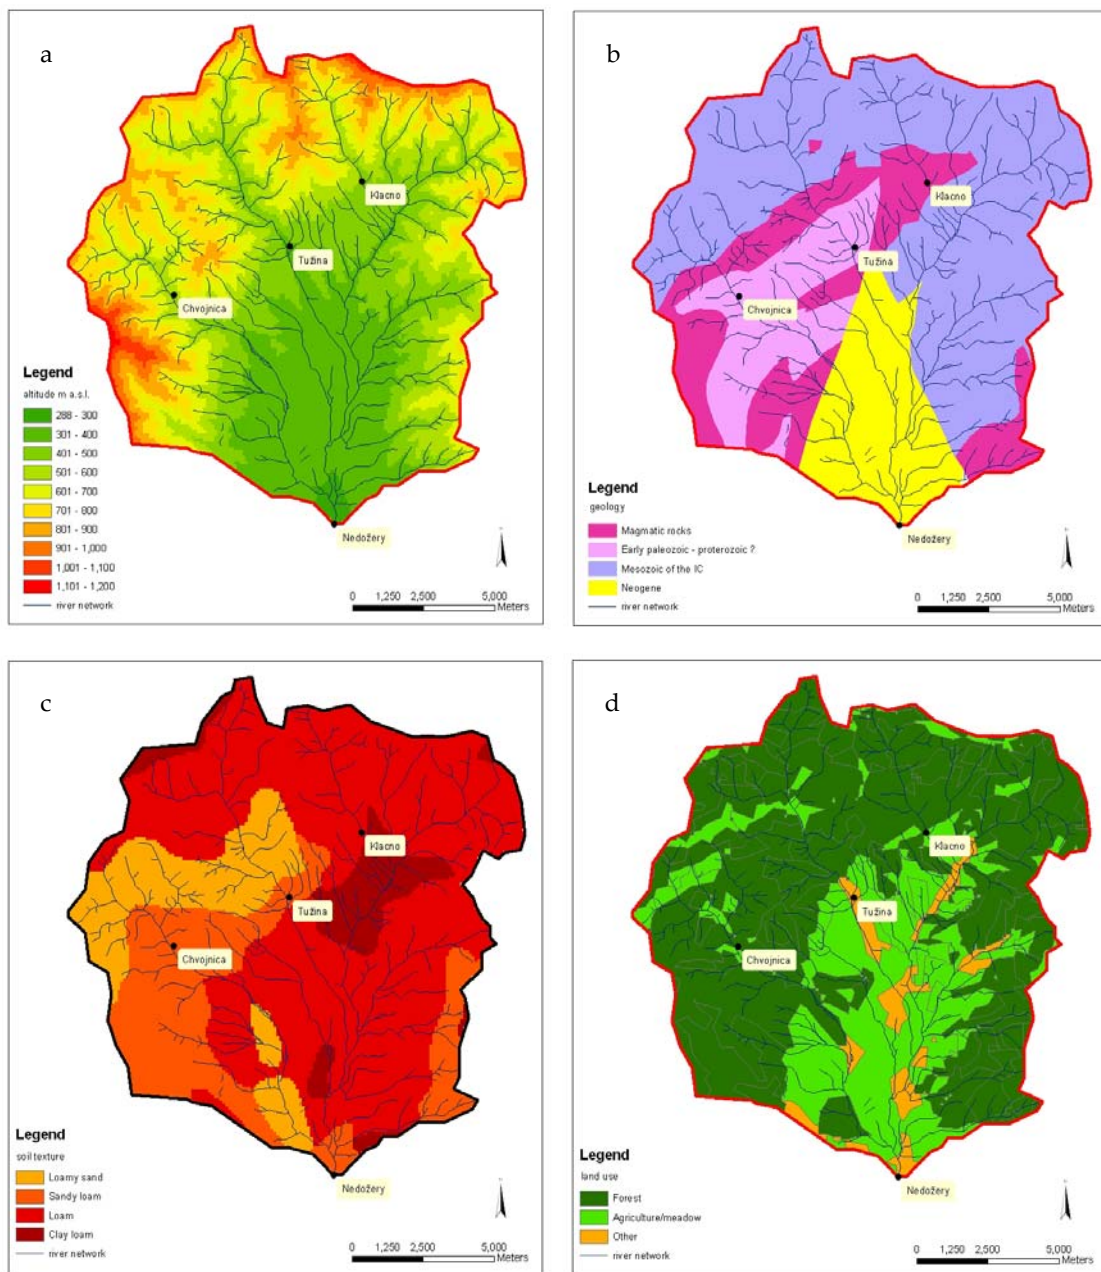 a
Klacno
Tužina
Chvojnica
Nedožery
Legend
altitude m a.s.l.
288 - 300
301 - 400
401 - 500
501 - 600
601 - 700
701 - 800
801 - 900
901 - 1,000
1,001 - 1,100
1,101 - 1,200
river network
0 1,250 2,500 5,000
Meters
b
Klacno
Tužina
Chvojnica
Nedožery
Legend
geology
Magmatic rocks
Early paleozoic - proterozoic ?
Mesozoic of the IC
Neogene
river network
0 1,250 2,500 5,000
Meters
c
Klacno
Tužina
Chvojnica
Nedožery
Legend
soil texture
Loamy sand
Sandy loam
Loam
Clay loam
river network
0 1,250 2,500 5,000
Meters
d
Klacno
Tužina
Chvojnica
Nedožery
Legend
land use
Forest
Agriculture/meadow
Other
river network
0 1,250 2,500 5,000
Meters